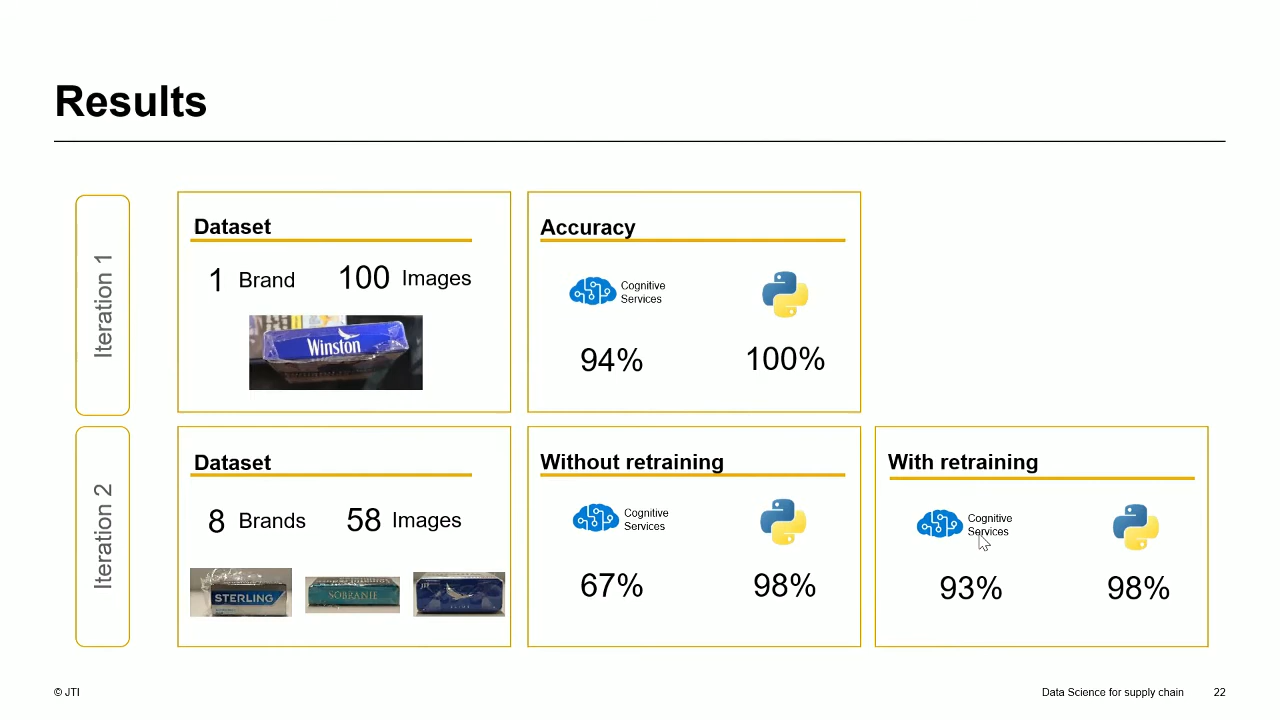 Results
Iteration 1
Dataset
1 Brand 100 Images
Winston
Accuracy
Cognitive
Services
94% 100%
Iteration 2
Dataset
8 Brands 58 Images
STERLING
SOBRANIE
Without retraining
Cognitive
Services
67% 98%
With retraining
Cognitive
Services
93% 98%
© JTI
Data Science for supply chain 22